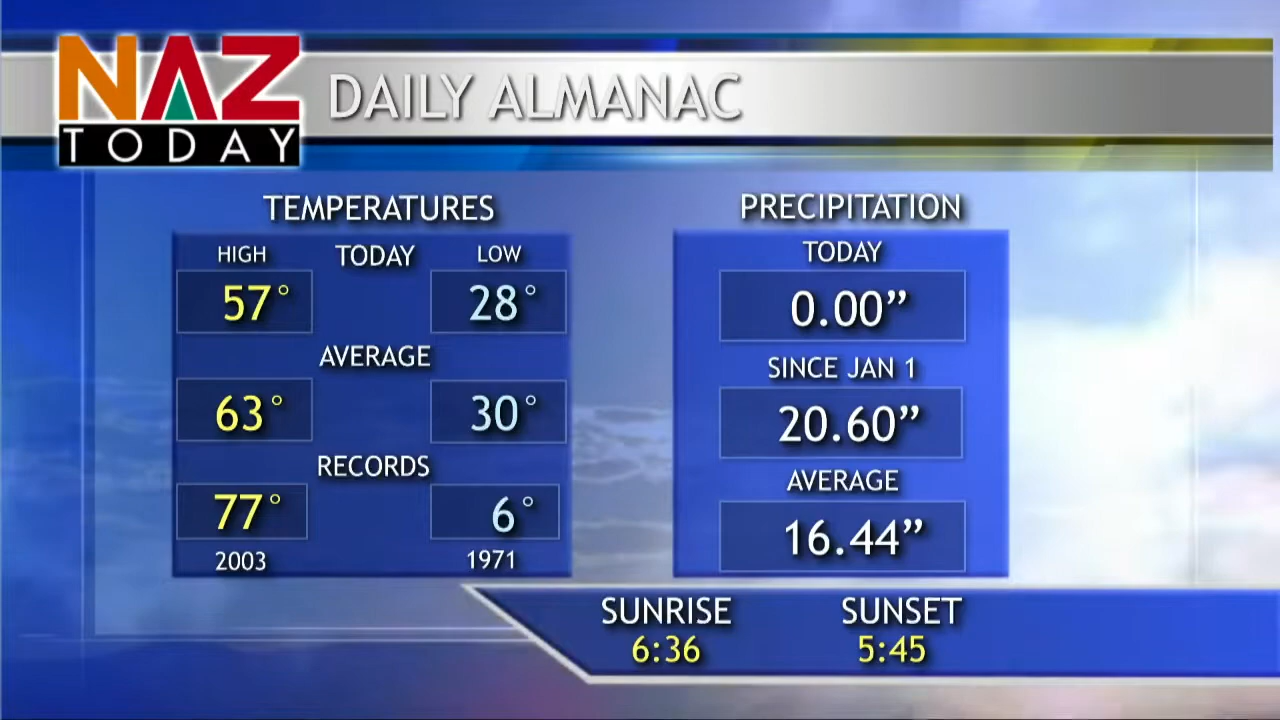 NAZ
TODAY
DAILY ALMANAC
TEMPERATURES
HIGH TODAY LOW
57° 28°
AVERAGE
63° 30°
RECORDS
77° 6°
2003 1971
PRECIPITATION
TODAY
0.00”
SINCE JAN 1
20.60”
AVERAGE
16.44”
SUNRISE SUNSET
6:36 5:45